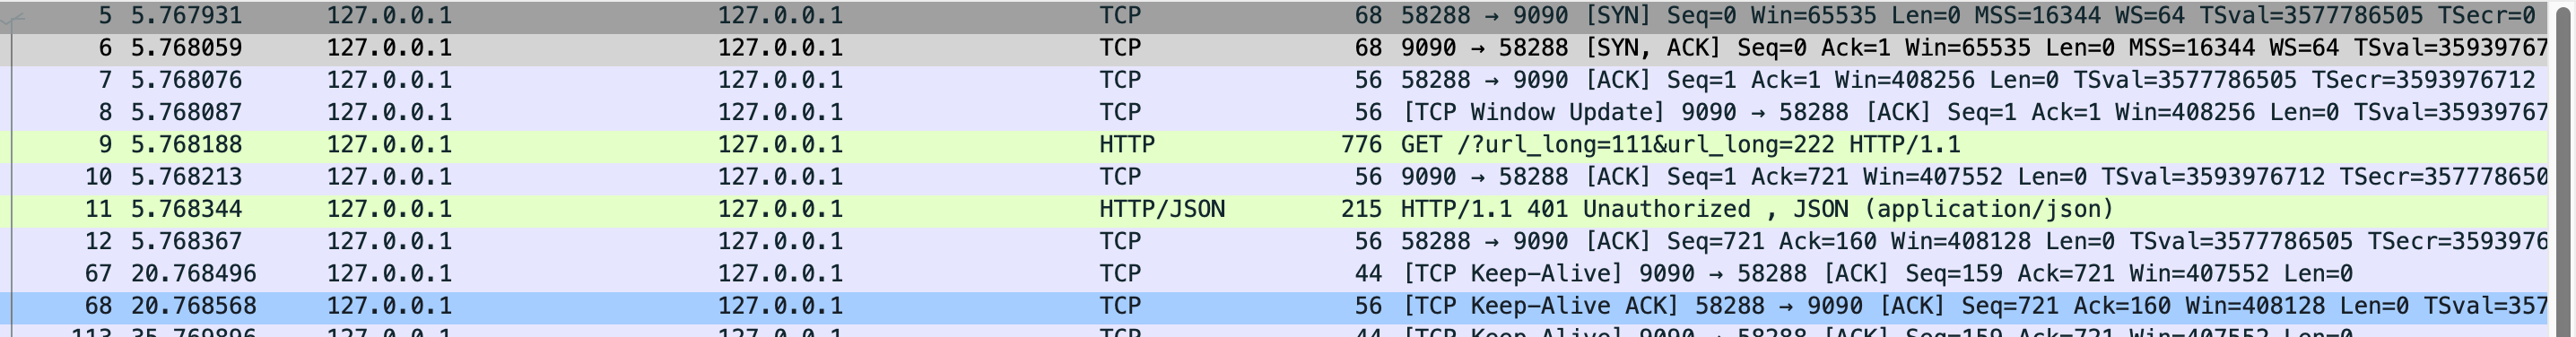 5 5.767931 127.0.0.1 127.0.0.1 TCP 68 58288 → 9090 [SYN] Seq=0 Win=65535 Len=0 MSS=16344 WS=64 TSval=3577786505 TSecr=0
6 5.768059 127.0.0.1 127.0.0.1 TCP 68 9090 → 58288 [SYN, ACK] Seq=0 Ack=1 Win=65535 Len=0 MSS=16344 WS=64 TSval=35939767
7 5.768076 127.0.0.1 127.0.0.1 TCP 56 58288 → 9090 [ACK] Seq=1 Ack=1 Win=408256 Len=0 TSval=3577786505 TSecr=3593976712
8 5.768087 127.0.0.1 127.0.0.1 TCP 56 [TCP Window Update] 9090 → 58288 [ACK] Seq=1 Ack=1 Win=408256 Len=0 TSval=35939767
9 5.768188 127.0.0.1 127.0.0.1 HTTP 776 GET /?url_long=111&url_long=222 HTTP/1.1
10 5.768213 127.0.0.1 127.0.0.1 TCP 56 9090 → 58288 [ACK] Seq=1 Ack=721 Win=407552 Len=0 TSval=3593976712 TSecr=357778650
11 5.768344 127.0.0.1 127.0.0.1 HTTP/JSON 215 HTTP/1.1 401 Unauthorized , JSON (application/json)
12 5.768367 127.0.0.1 127.0.0.1 TCP 56 58288 → 9090 [ACK] Seq=721 Ack=160 Win=408128 Len=0 TSval=3577786505 TSecr=3593976
67 20.768496 127.0.0.1 127.0.0.1 TCP 44 [TCP Keep-Alive] 9090 → 58288 [ACK] Seq=159 Ack=721 Win=407552 Len=0
68 20.768568 127.0.0.1 127.0.0.1 TCP 56 [TCP Keep-Alive ACK] 58288 → 9090 [ACK] Seq=721 Ack=160 Win=408128 Len=0 TSval=357
113 35.769896 127.0.0.1 127.0.0.1 TCP 44 [TCP Keep-Alive] 9090 → 58288 [ACK] Seq=159 Ack=721 Win=407552 Len=0